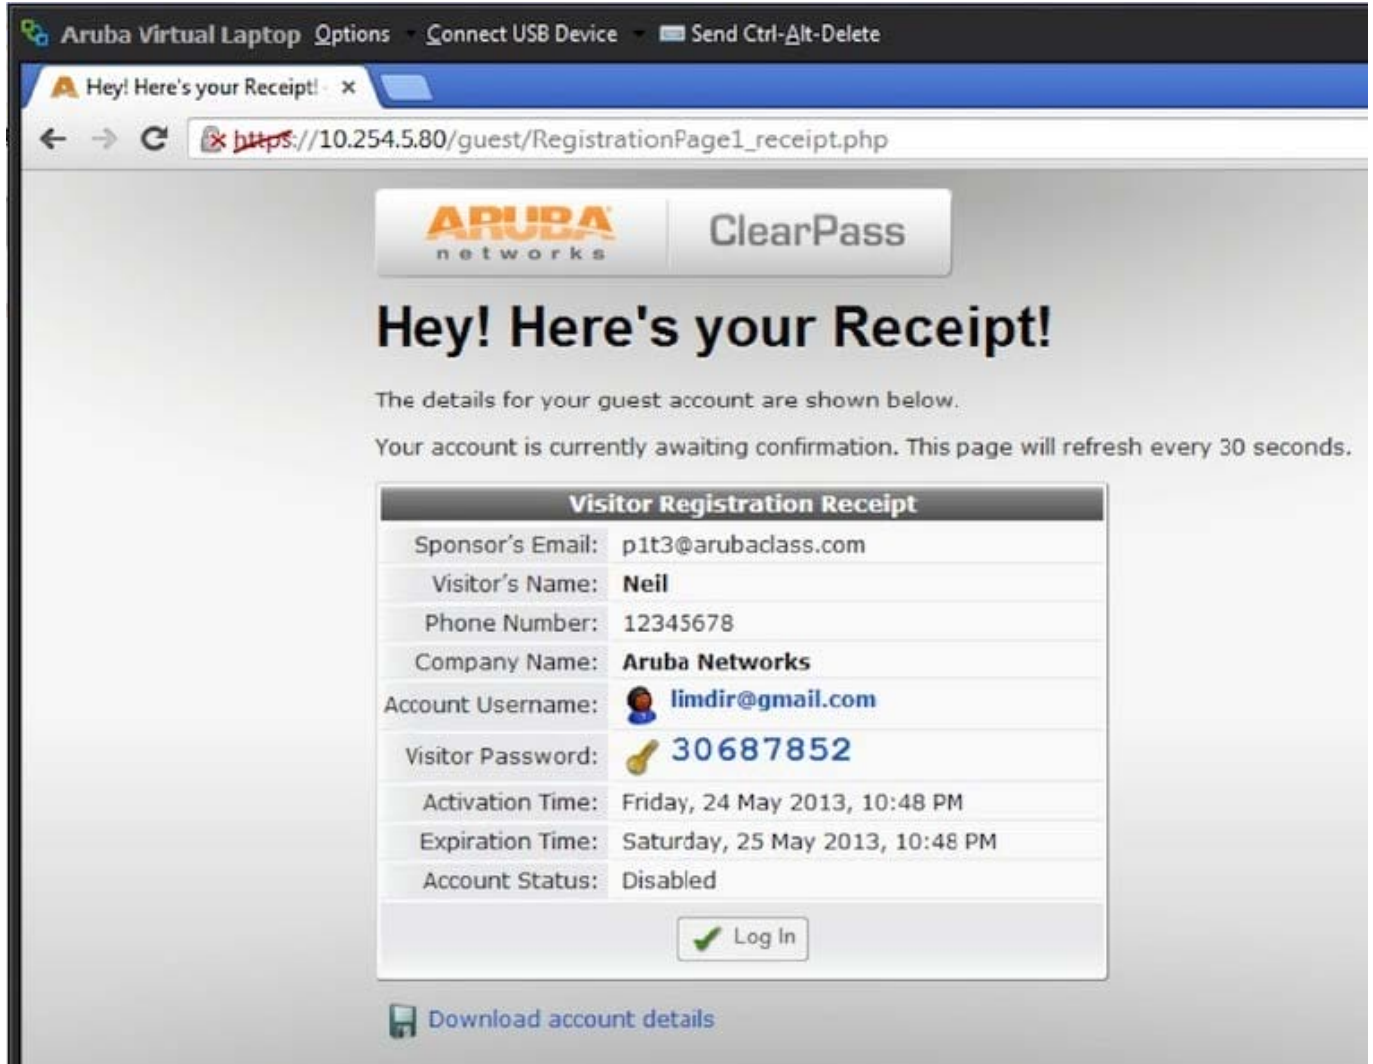 Aruba Virtual Laptop Options Connect USB Device Send Ctrl-Alt-Delete
Hey! Here's your Receipt! - ×
https://10.254.5.80/guest/RegistrationPage1_receipt.php
ARUBA networks ClearPass
Hey! Here's your Receipt!
The details for your guest account are shown below.
Your account is currently awaiting confirmation. This page will refresh every 30 seconds.
Visitor Registration Receipt
Sponsor's Email: p1t3@arubaclass.com
Visitor's Name: Neil
Phone Number: 12345678
Company Name: Aruba Networks
Account Username: limdir@gmail.com
Visitor Password: 30687852
Activation Time: Friday, 24 May 2013, 10:48 PM
Expiration Time: Saturday, 25 May 2013, 10:48 PM
Account Status: Disabled
Log In
Download account details